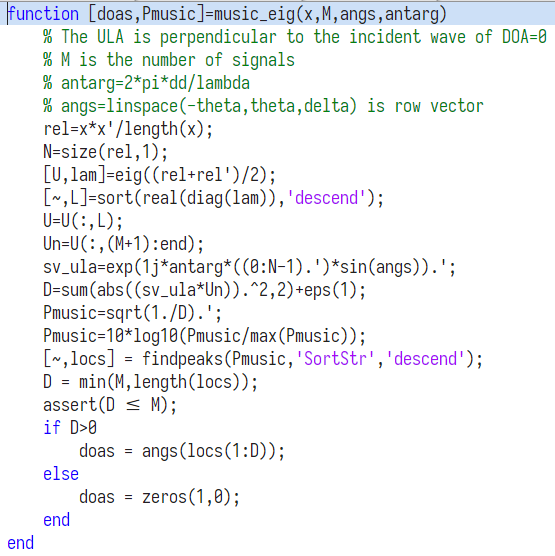 function [doas,Pmusic]=music_eig(x,M,angs,antarg)
% The ULA is perpendicular to the incident wave of DOA=0
% M is the number of signals
% antarg=2*pi*dd/lambda
% angs=linspace(-theta,theta,delta) is row vector
rel=x*x'/length(x);
N=size(rel,1);
[U,lam]=eig((rel+rel')/2);
[~,L]=sort(real(diag(lam)),'descend');
U=U(:,L);
Un=U(:,(M+1):end);
sv_ula=exp(1j*antarg*((0:N-1).')*sin(angs)).';
D=sum(abs((sv_ula*Un)).^2,2)+eps(1);
Pmusic=sqrt(1./D).';
Pmusic=10*log10(Pmusic/max(Pmusic));
[~,locs] = findpeaks(Pmusic,'SortStr','descend');
D = min(M,length(locs));
assert(D ≤ M);
if D>0
doas = angs(locs(1:D));
else
doas = zeros(1,0);
end
end